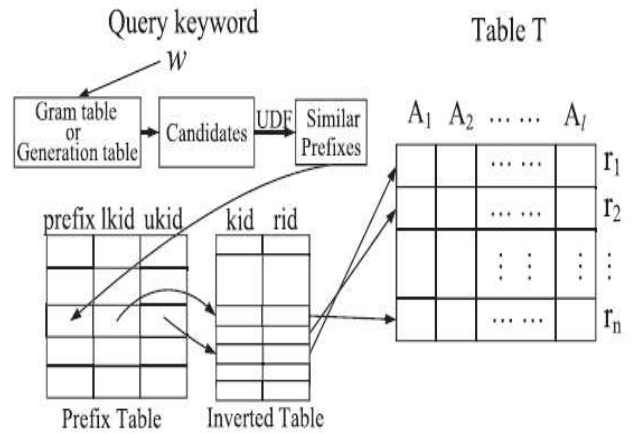 Query keyword
w
Table T
Gram table
or
Generation table
Candidates
UDF
Similar
Prefixes
A1 A2 ... ... Al
... ... r1
... ... r2
⋮ ⋮ ⋮ ⋮
... ... rn
prefix lkid ukid
kid rid
Prefix Table
Inverted Table